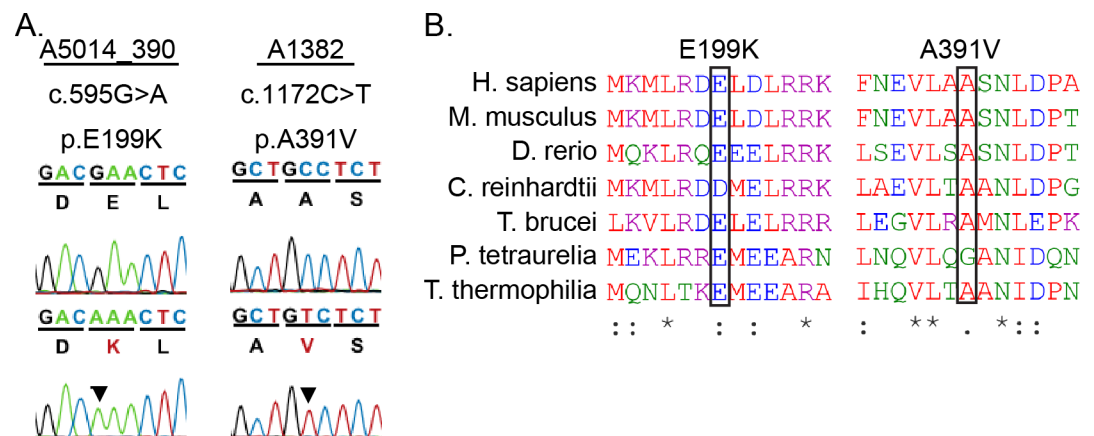 A.
A5014_390 A1382
c.595G>A c.1172C>T
p.E199K p.A391V
GACGAACTC GCTGCCTCT
D E L A A S
GACAAACTC GCTGTCTCT
D K L A V S
B.
E199K A391V
H. sapiens MKMLRDELDLRRK FNEVLAASNLDPA
M. musculus MKMLRDELDLRRK FNEVLAASNLDPT
D. rerio MQKLRQEEELRRK LSEVLSASNLDPT
C. reinhardtii MKMLRDDMELRRK LAEVLTAANLDPG
T. brucei LKVLRDELELRRR LEGVLRAMNLEPK
P. tetraurelia MEKLRREMEEARN LNQVLQGANIDQN
T. thermophilia MQNLTKEMEEARA IHQVLTAANIDPN
: : * : : * : * * . * : :